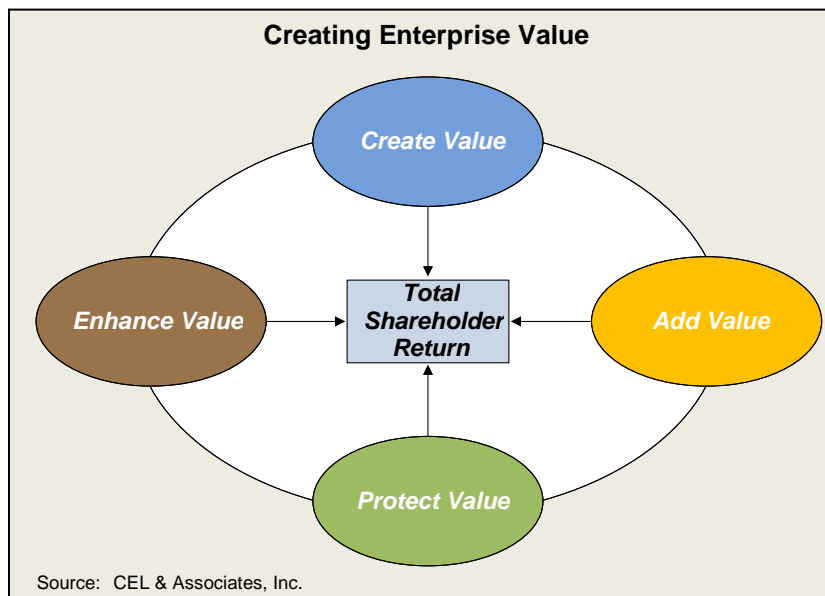 Creating Enterprise Value
Create Value
Enhance Value
Total
Shareholder
Return
Add Value
Protect Value
Source: CEL & Associates, Inc.